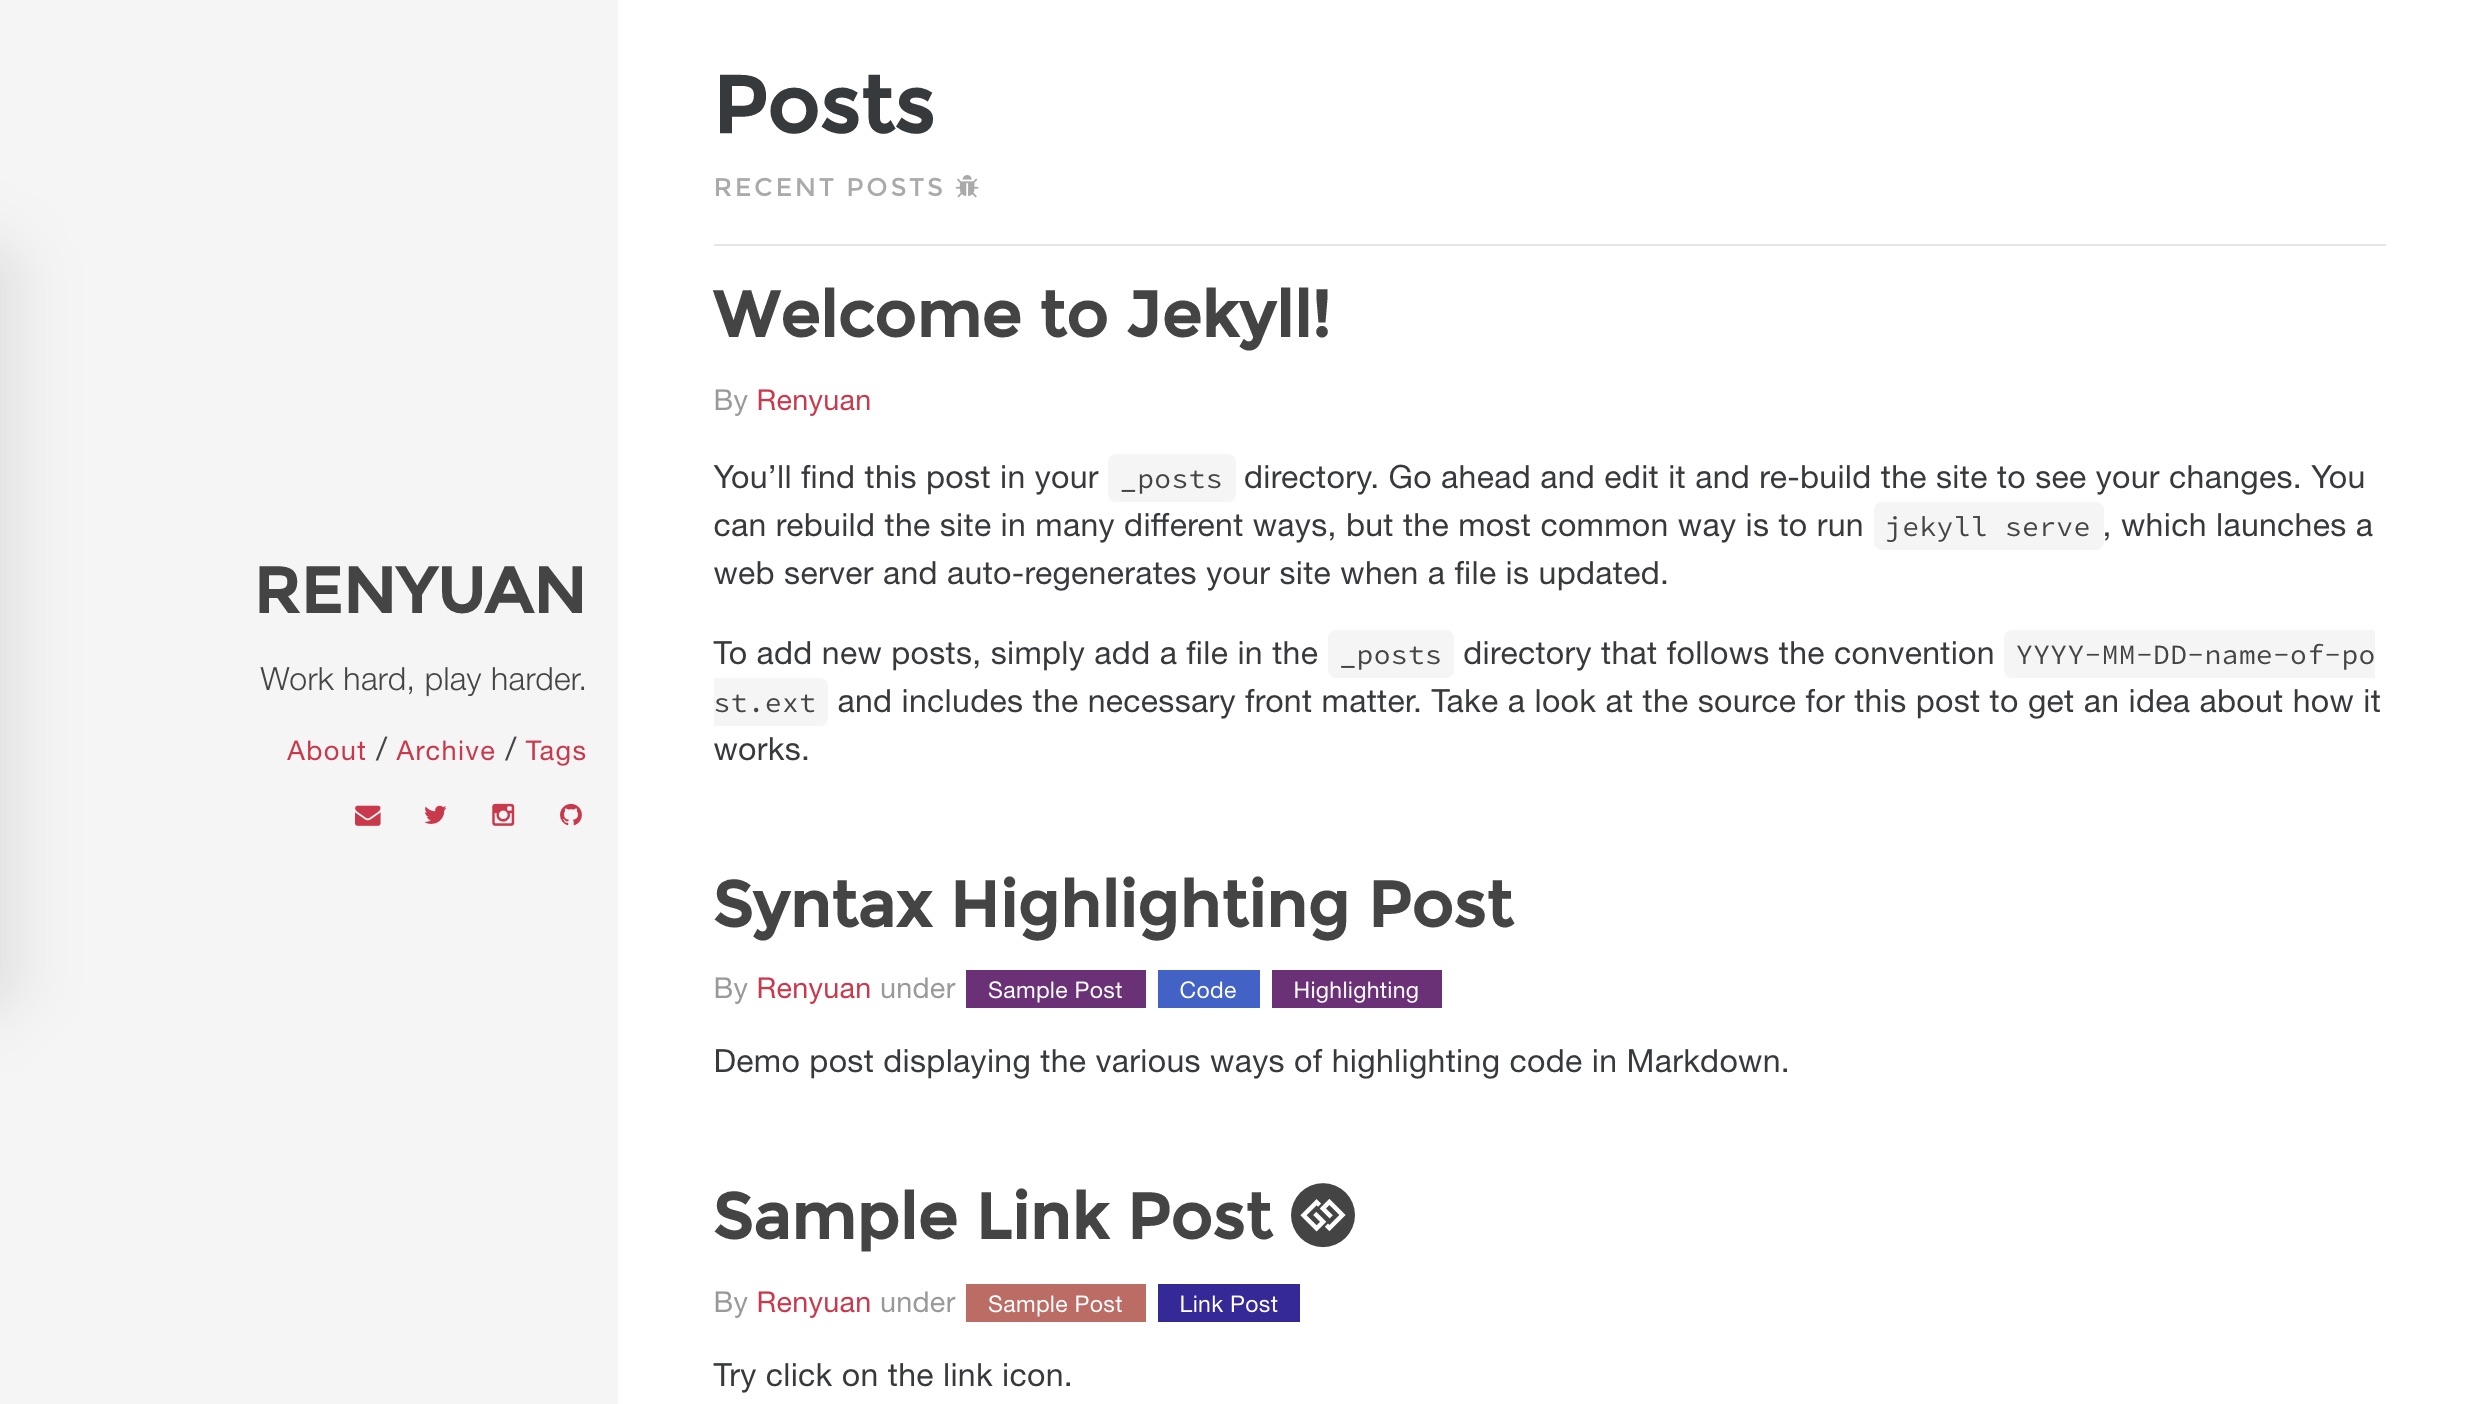 RENYUAN
Work hard, play harder.
About / Archive / Tags
Posts
RECENT POSTS
Welcome to Jekyll!
By Renyuan
You’ll find this post in your _posts directory. Go ahead and edit it and re-build the site to see your changes. You
can rebuild the site in many different ways, but the most common way is to run jekyll serve, which launches a
web server and auto-regenerates your site when a file is updated.
To add new posts, simply add a file in the _posts directory that follows the convention YYYY-MM-DD-name-of-po
st.ext and includes the necessary front matter. Take a look at the source for this post to get an idea about how it
works.
Syntax Highlighting Post
By Renyuan under Sample Post Code Highlighting
Demo post displaying the various ways of highlighting code in Markdown.
Sample Link Post
By Renyuan under Sample Post Link Post
Try click on the link icon.